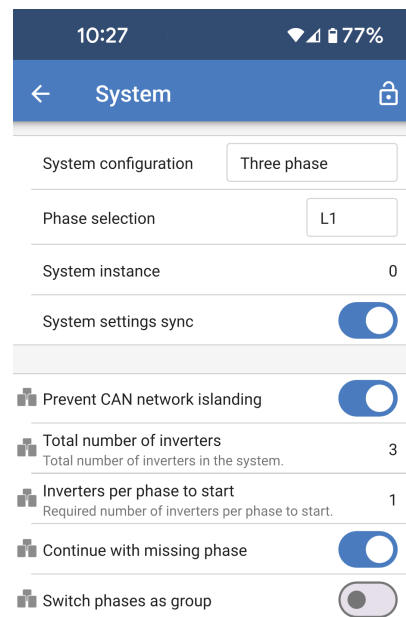 10:27 77%
System
System configuration Three phase
Phase selection L1
System instance 0
System settings sync
Prevent CAN network islanding
Total number of inverters
Total number of inverters in the system.
3
Inverters per phase to start
Required number of inverters per phase to start.
1
Continue with missing phase
Switch phases as group